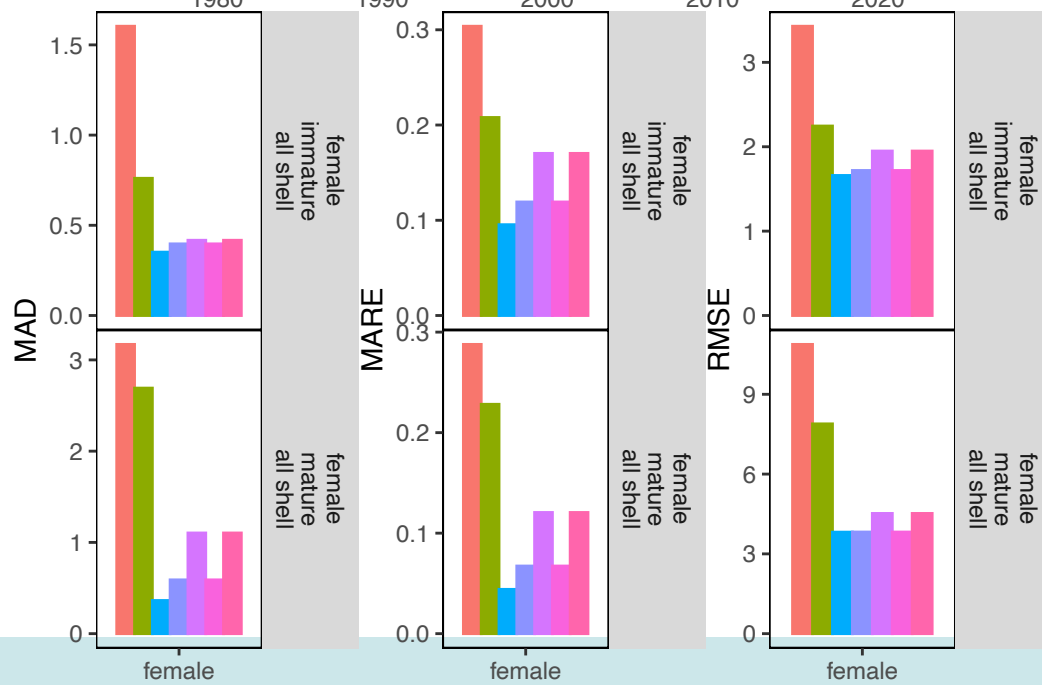 1980 1990 2000 2010 2020
MAD
1.5
1.0
0.5
0.0
female
immature
all shell
3
2
1
0
female
mature
all shell
female
MARE
0.3
0.2
0.1
0.0
female
immature
all shell
0.3
0.2
0.1
0.0
female
mature
all shell
female
RMSE
3
2
1
0
female
immature
all shell
9
6
3
0
female
mature
all shell
female